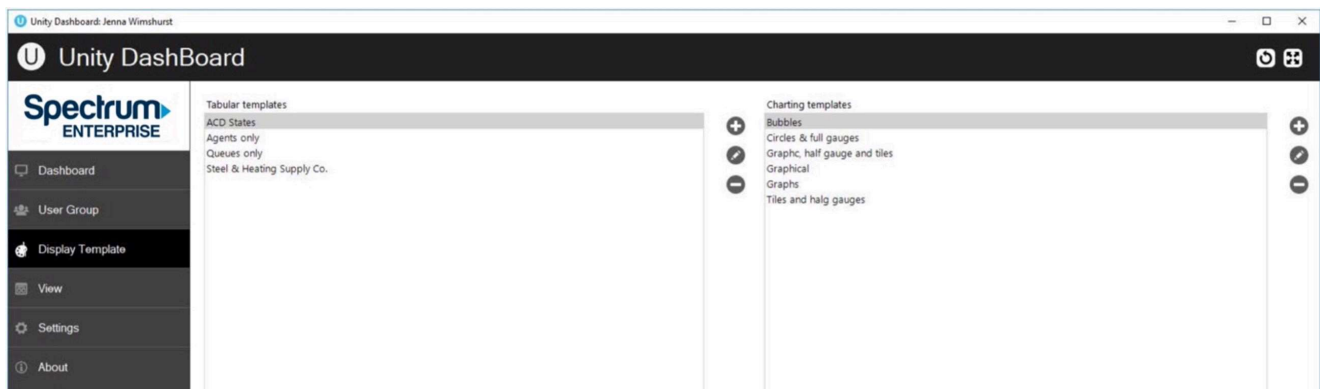 Unity Dashboard: Jenna Wimshurst
U Unity DashBoard
Spectrum
ENTERPRISE
Dashboard
User Group
Display Template
View
Settings
About
Tabular templates
ACD States
Agents only
Queues only
Steel & Heating Supply Co.
Charting templates
Bubbles
Circles & full gauges
Graphc, half gauge and tiles
Graphical
Graphs
Tiles and halg gauges